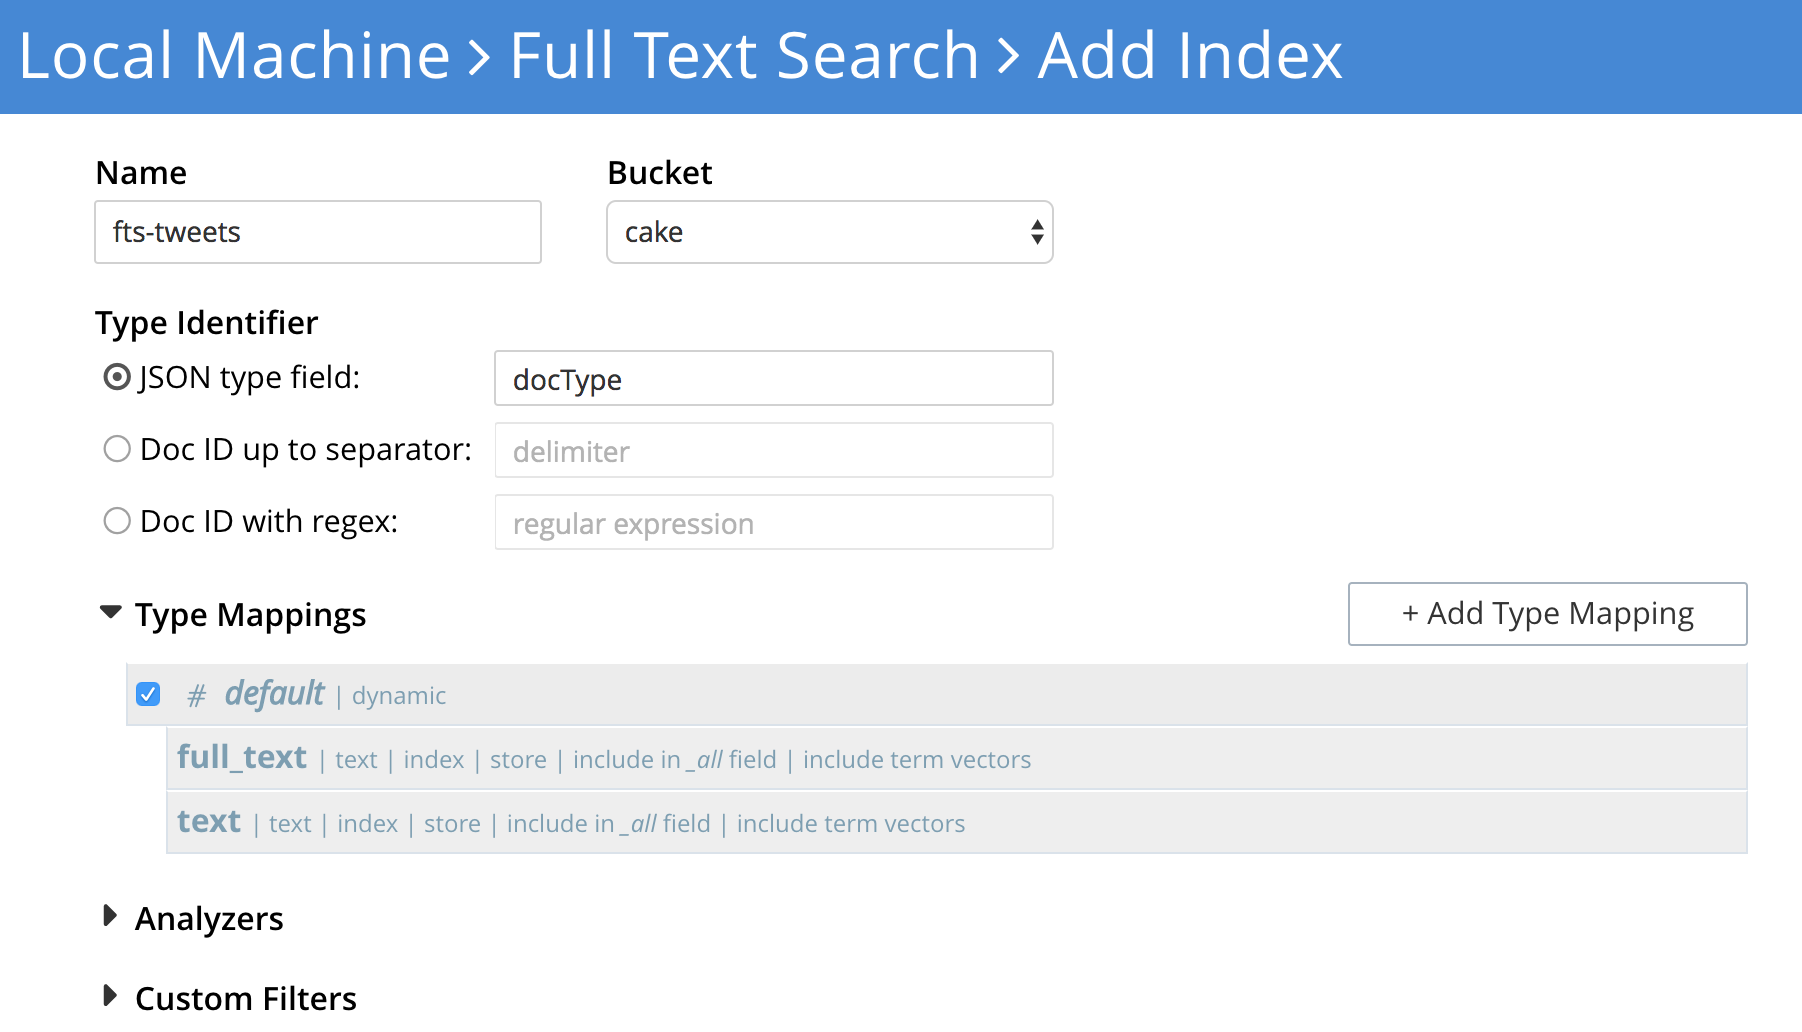 Local Machine > Full Text Search > Add Index
Name Bucket
fts-tweets cake
Type Identifier
JSON type field: docType
Doc ID up to separator: delimiter
Doc ID with regex: regular expression
Type Mappings + Add Type Mapping
# default | dynamic
full_text | text | index | store | include in _all field | include term vectors
text | text | index | store | include in _all field | include term vectors
Analyzers
Custom Filters